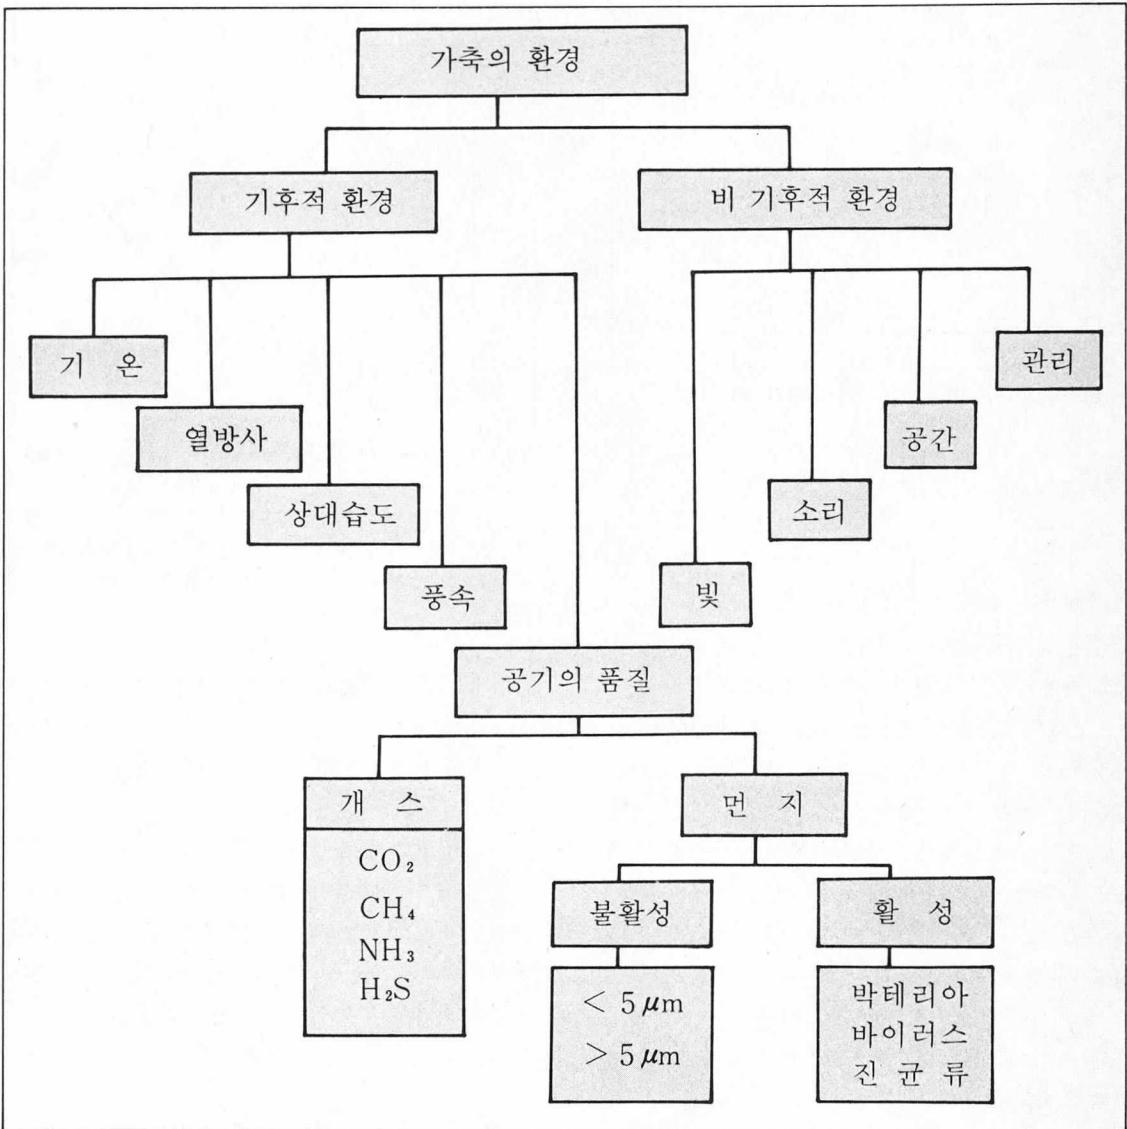 가축의 환경
기후적 환경
비 기후적 환경
기 온
관리
열방사
공간
상대습도
소리
풍속
빛
공기의 품질
개 스
CO₂
CH₄
NH₃
H₂S
먼 지
불활성
< 5 μm
> 5 μm
활 성
박테리아
바이러스
진 균 류